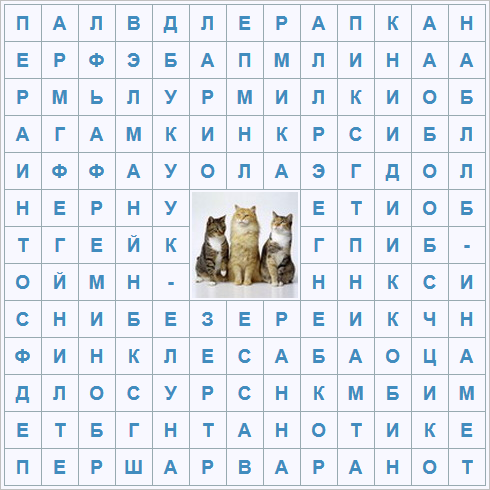 П А Л В Д Л Е Р А П К А Н
Е Р Ф Э Б А П М Л И Н А А
Р М Ь Л У Р М И Л К И О Б
А Г А М К И Н К Р С И Б Л
И Ф Ф А У О Л А Э Г Д О Л
Н Е Р Н У Е Т И О Б
Т Г Е Й К Г П И Б -
О Й М Н - Н Н К С И
С Н И Б Е З Е Р Е И К Ч Н
Ф И Н К Л Е С А Б А О Ц А
Д Л О С У Р С Н К М Б И М
Е Т Б Г Н Т А Н О Т И К Е
П Е Р Ш А Р В А Р А Н О Т